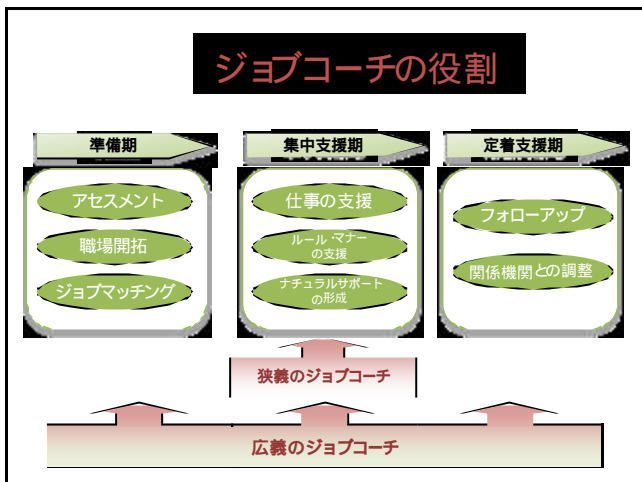 ジョブコーチの役割
準備期
集中支援期
定着支援期
アセスメント
職場開拓
ジョブマッチング
仕事の支援
ルール・マナー
の支援
ナチュラルサポート
の形成
フォローアップ
関係機関との調整
狭義のジョブコーチ
広義のジョブコーチ